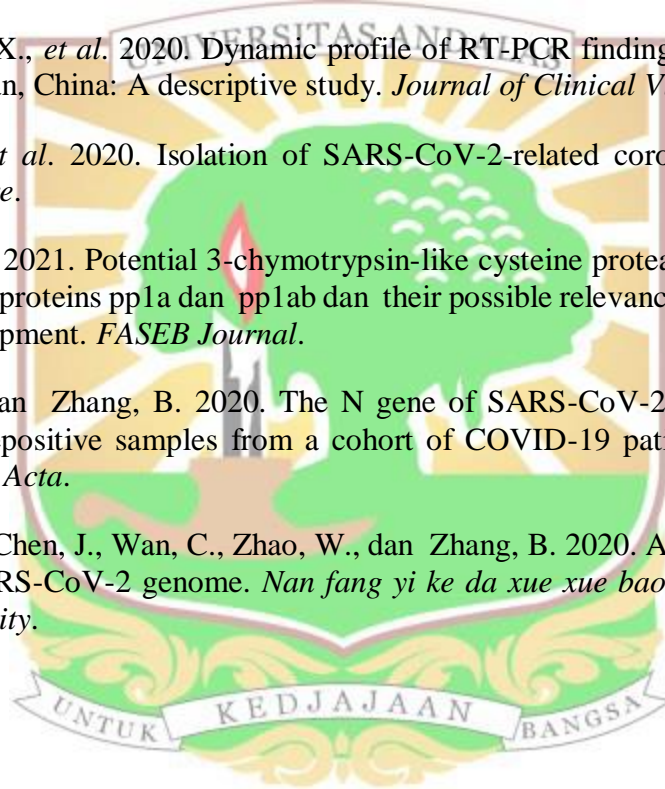 UNIVERSITAS ANDALAS
X., et al. 2020. Dynamic profile of RT-PCR finding
n, China: A descriptive study. Journal of Clinical V
t al. 2020. Isolation of SARS-CoV-2-related coro
e.
2021. Potential 3-chymotrypsin-like cysteine protea
proteins pp1a dan pp1ab dan their possible relevanc
pment. FASEB Journal.
an Zhang, B. 2020. The N gene of SARS-CoV-2
epositive samples from a cohort of COVID-19 pati
Acta.
Chen, J., Wan, C., Zhao, W., dan Zhang, B. 2020. A
RS-CoV-2 genome. Nan fang yi ke da xue xue bao
ity.
UNTUK KEDJAJAAN BANGSA